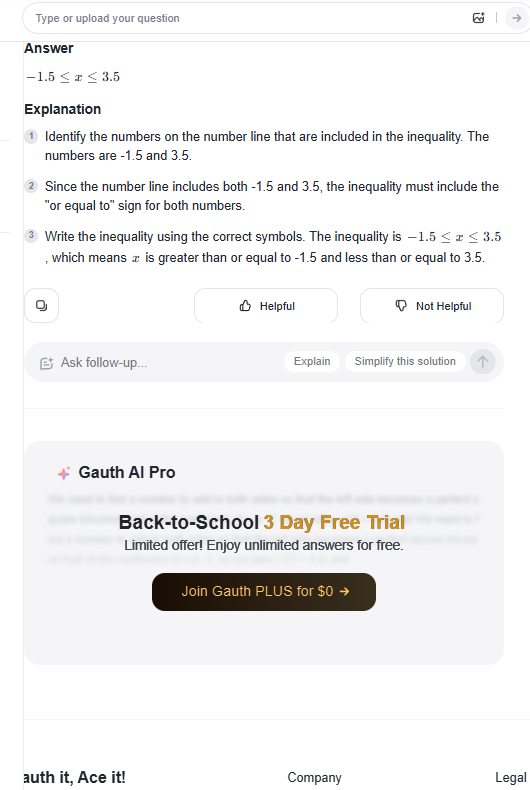 Type or upload your question
Answer
−1.5 ≤ x ≤ 3.5
Explanation
1 Identify the numbers on the number line that are included in the inequality. The
numbers are -1.5 and 3.5.
2 Since the number line includes both -1.5 and 3.5, the inequality must include the
"or equal to" sign for both numbers.
3 Write the inequality using the correct symbols. The inequality is −1.5 ≤ x ≤ 3.5
, which means x is greater than or equal to -1.5 and less than or equal to 3.5.
Helpful Not Helpful
Ask follow-up... Explain Simplify this solution
Gauth AI Pro
Back-to-School 3 Day Free Trial
Limited offer! Enjoy unlimited answers for free.
Join Gauth PLUS for $0 →
auth it, Ace it! Company Legal